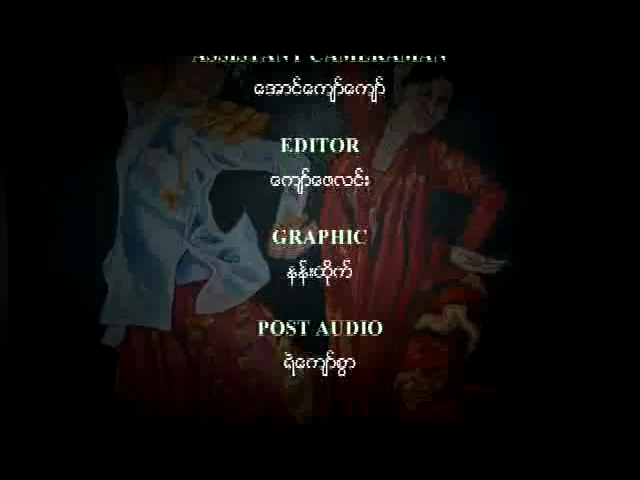 ASSISTANT CAMERAMAN
အောင်ကျော်ကျော်
EDITOR
ကျော်ဇေလင်း
GRAPHIC
နန်းထိုက်
POST AUDIO
ရဲကျော်စွာ